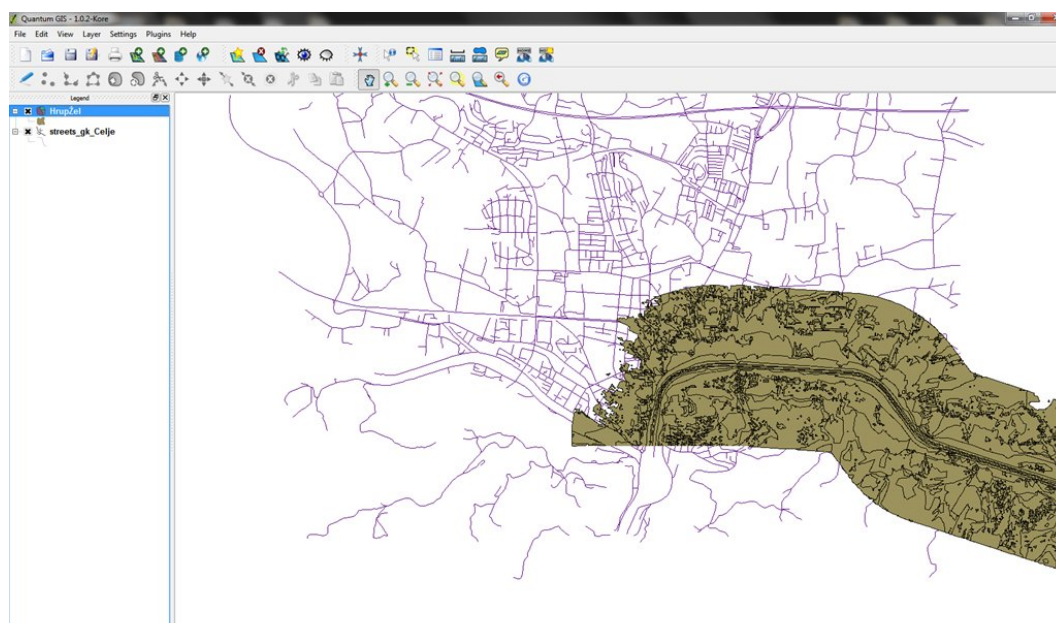 Quantum GIS - 1.0.2-Kore
File Edit View Layer Settings Plugins Help
Legend
HrupZel
streets_gk_Celje